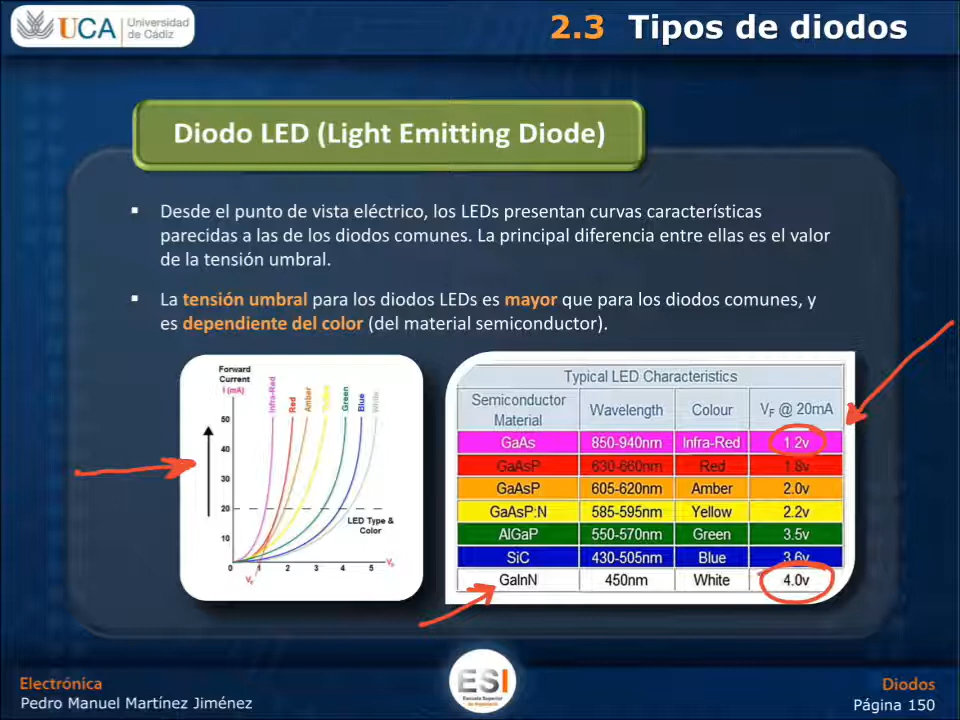 UCA Universidad de Cádiz
2.3 Tipos de diodos
Diodo LED (Light Emitting Diode)
▪ Desde el punto de vista eléctrico, los LEDs presentan curvas características
parecidas a las de los diodos comunes. La principal diferencia entre ellas es el valor
de la tensión umbral.
▪ La tensión umbral para los diodos LEDs es mayor que para los diodos comunes, y
es dependiente del color (del material semiconductor).
Forward
Current
I (mA)
Infra-Red
Red
Amber
Yellow
Green
Blue
White
50
40
30
20
10
LED Type &
Color
0 1 2 3 4 5
Typical LED Characteristics
Semiconductor Material Wavelength Colour VF @ 20mA
GaAs 850-940nm Infra-Red 1.2v
GaAsP 630-660nm Red 1.8v
GaAsP 605-620nm Amber 2.0v
GaAsP:N 585-595nm Yellow 2.2v
AlGaP 550-570nm Green 3.5v
SiC 430-505nm Blue 3.6v
GaInN 450nm White 4.0v
Electrónica
Pedro Manuel Martínez Jiménez
ESI
Escuela Superior
de Ingeniería
Diodos
Página 150